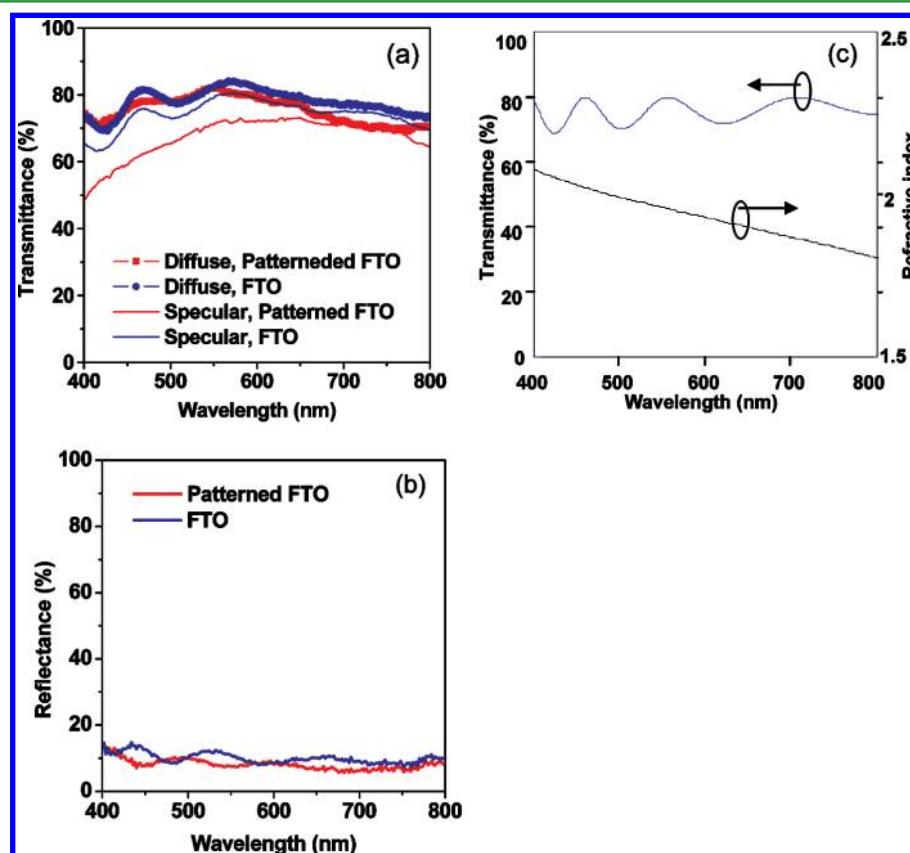 (a)
100
80
60
40
20
0
Transmittance (%)
Diffuse, Patterneded FTO
Diffuse, FTO
Specular, Patterned FTO
Specular, FTO
400 500 600 700 800
Wavelength (nm)
(c)
100
80
60
40
20
0
Transmittance (%)
2.5
2
1.5
Refractive index
400 500 600 700 800
Wavelength (nm)
(b)
100
80
60
40
20
0
Reflectance (%)
Patterned FTO
FTO
400 500 600 700 800
Wavelength (nm)